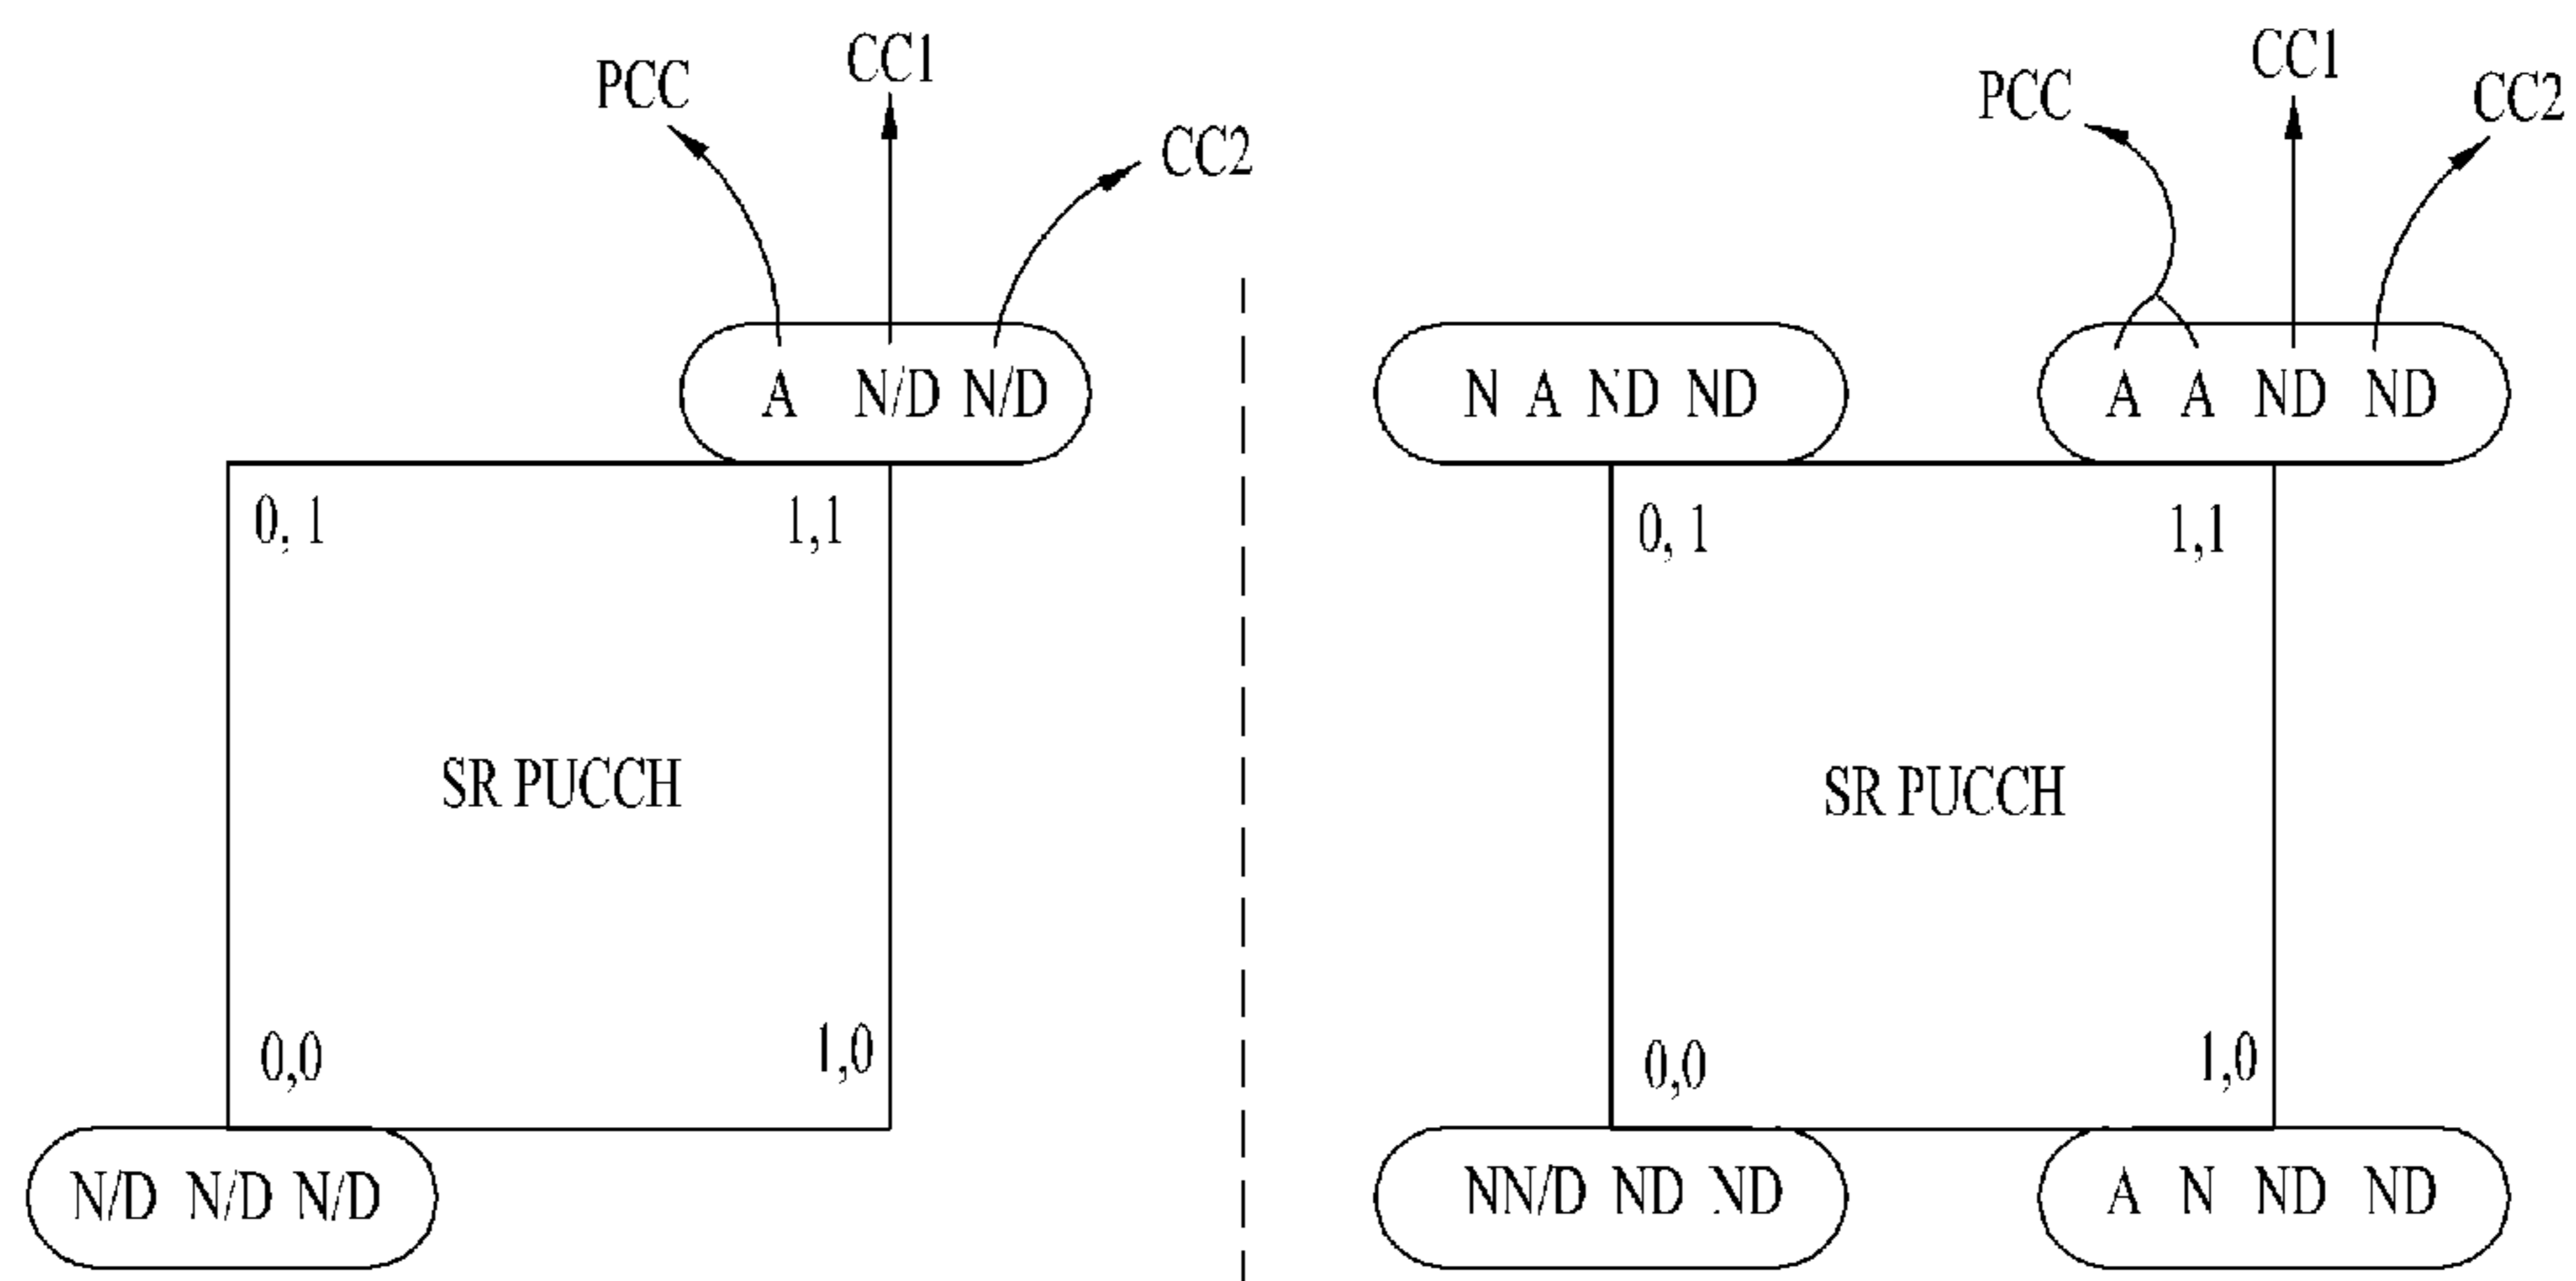 PCC CC1 CC2
A N/D N/D
0, 1 1,1
SR PUCCH
0,0 1,0
N/D N/D N/D
PCC CC1 CC2
N A ND ND A A ND ND
0, 1 1,1
SR PUCCH
0,0 1,0
NN/D ND ND A N ND ND